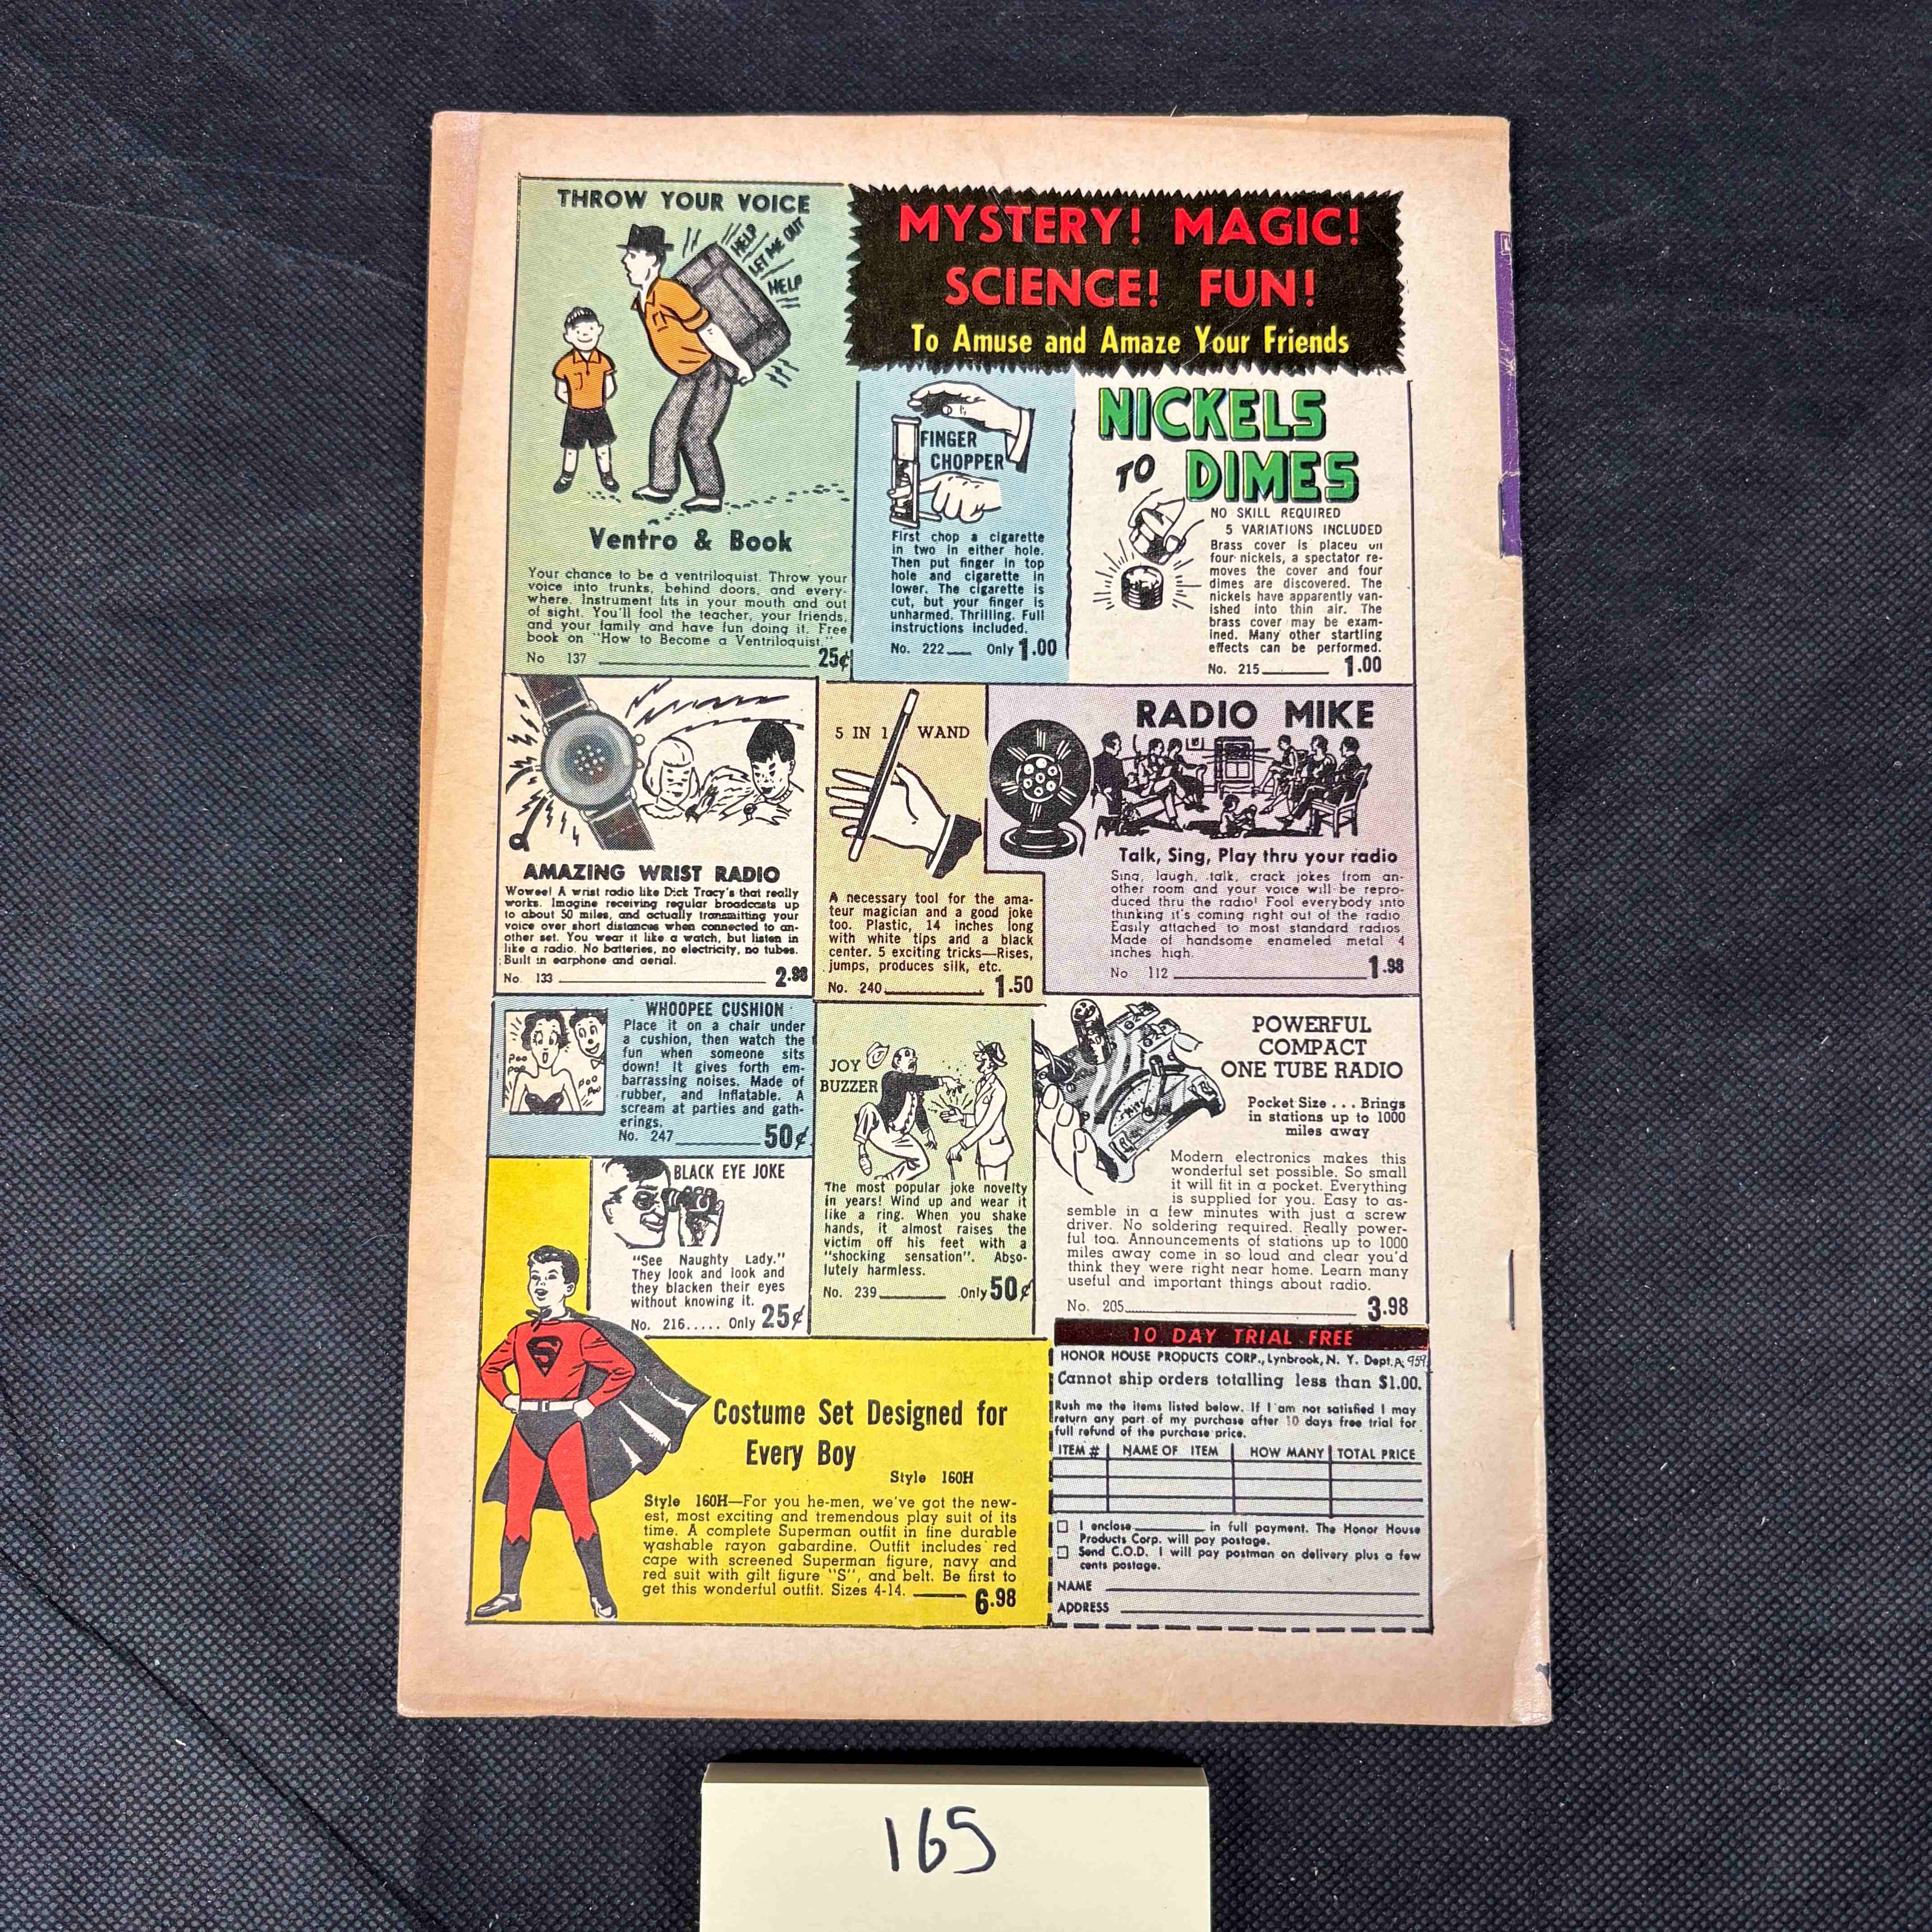 THROW YOUR VOICE
HELP
LET ME OUT
HELP
Ventro & Book
Your chance to be a ventriloquist. Throw your
voice into trunks, behind doors, and every-
where. Instrument fits in your mouth and out
of sight. You'll fool the teacher, your friends,
and your family and have fun doing it. Free
book on "How to Become a Ventriloquist."
No 137 25¢
MYSTERY! MAGIC!
SCIENCE! FUN!
To Amuse and Amaze Your Friends
FINGER
CHOPPER
First chop a cigarette
in two in either hole.
Then put finger in top
hole and cigarette in
lower. The cigarette is
cut, but your finger is
unharmed. Thrilling. Full
instructions included.
No. 222 Only 1.00
NICKELS
TO DIMES
NO SKILL REQUIRED
5 VARIATIONS INCLUDED
Brass cover is placed on
four nickels, a spectator re-
moves the cover and four
dimes are discovered. The
nickels have apparently van-
ished into thin air. The
brass cover may be exam-
ined. Many other startling
effects can be performed.
No. 215 1.00
AMAZING WRIST RADIO
Wowee! A wrist radio like Dick Tracy's that really
works. Imagine receiving regular broadcasts up
to about 50 miles, and actually transmitting your
voice over short distances when connected to an-
other set. You wear it like a watch, but listen in
like a radio. No batteries, no electricity, no tubes.
Built in earphone and aerial.
No. 133 2.98
5 IN 1 WAND
A necessary tool for the ama-
teur magician and a good joke
too. Plastic, 14 inches long
with white tips and a black
center. 5 exciting tricks—Rises,
jumps, produces silk, etc.
No. 240 1.50
RADIO MIKE
Talk, Sing, Play thru your radio
Sing, laugh, talk, crack jokes from an-
other room and your voice will be repro-
duced thru the radio! Fool everybody into
thinking it's coming right out of the radio.
Easily attached to most standard radios.
Made of handsome enameled metal 4
inches high.
No 112 1.98
WHOOPEE CUSHION
Place it on a chair under
a cushion, then watch the
fun when someone sits
down! It gives forth em-
barrassing noises. Made of
rubber, and inflatable. A
scream at parties and gath-
erings.
No. 247 50¢
Poo
Poo
Poo
Poo
JOY
BUZZER
The most popular joke novelty
in years! Wind up and wear it
like a ring. When you shake
hands, it almost raises the
victim off his feet with a
"shocking sensation". Abso-
lutely harmless.
No. 239 Only 50¢
POWERFUL
COMPACT
ONE TUBE RADIO
Pocket Size . . . Brings
in stations up to 1000
miles away
Modern electronics makes this
wonderful set possible. So small
it will fit in a pocket. Everything
is supplied for you. Easy to as-
semble in a few minutes with just a screw
driver. No soldering required. Really power-
ful too. Announcements of stations up to 1000
miles away come in so loud and clear you'd
think they were right near home. Learn many
useful and important things about radio.
No. 205 3.98
BLACK EYE JOKE
"See Naughty Lady."
They look and look and
they blacken their eyes
without knowing it.
No. 216..... Only 25¢
S
Costume Set Designed for
Every Boy
Style 160H
Style 160H—For you he-men, we've got the new-
est, most exciting and tremendous play suit of its
time. A complete Superman outfit in fine durable
washable rayon gabardine. Outfit includes red
cape with screened Superman figure, navy and
red suit with gilt figure "S", and belt. Be first to
get this wonderful outfit. Sizes 4-14. 6.98
10 DAY TRIAL FREE
HONOR HOUSE PRODUCTS CORP., Lynbrook, N. Y. Dept. A 959
Cannot ship orders totalling less than $1.00.
Rush me the items listed below. If I am not satisfied I may
return any part of my purchase after 10 days free trial for
full refund of the purchase price.
ITEM # NAME OF ITEM HOW MANY TOTAL PRICE
I enclose in full payment. The Honor House
Products Corp. will pay postage.
Send C.O.D. I will pay postman on delivery plus a few
cents postage.
NAME
ADDRESS
165